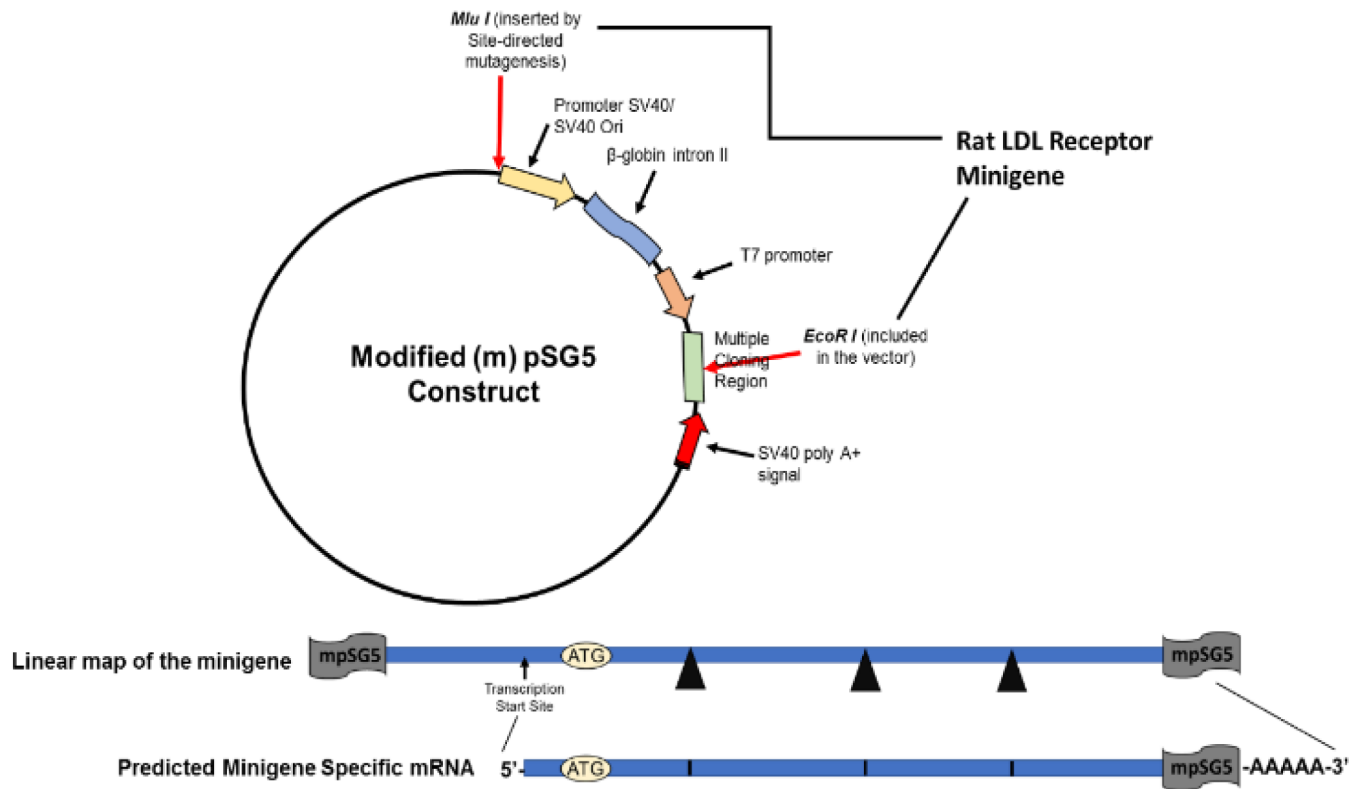 Mlu I (inserted by
Site-directed
mutagenesis)
Promoter SV40/
SV40 Ori
β-globin intron II
Rat LDL Receptor
Minigene
T7 promoter
Modified (m) pSG5
Construct
Multiple
Cloning
Region
EcoR I (included
in the vector)
SV40 poly A+
signal
Linear map of the minigene
mpSG5
ATG
mpSG5
Transcription
Start Site
Predicted Minigene Specific mRNA
5'-
ATG
mpSG5
-AAAAA-3'